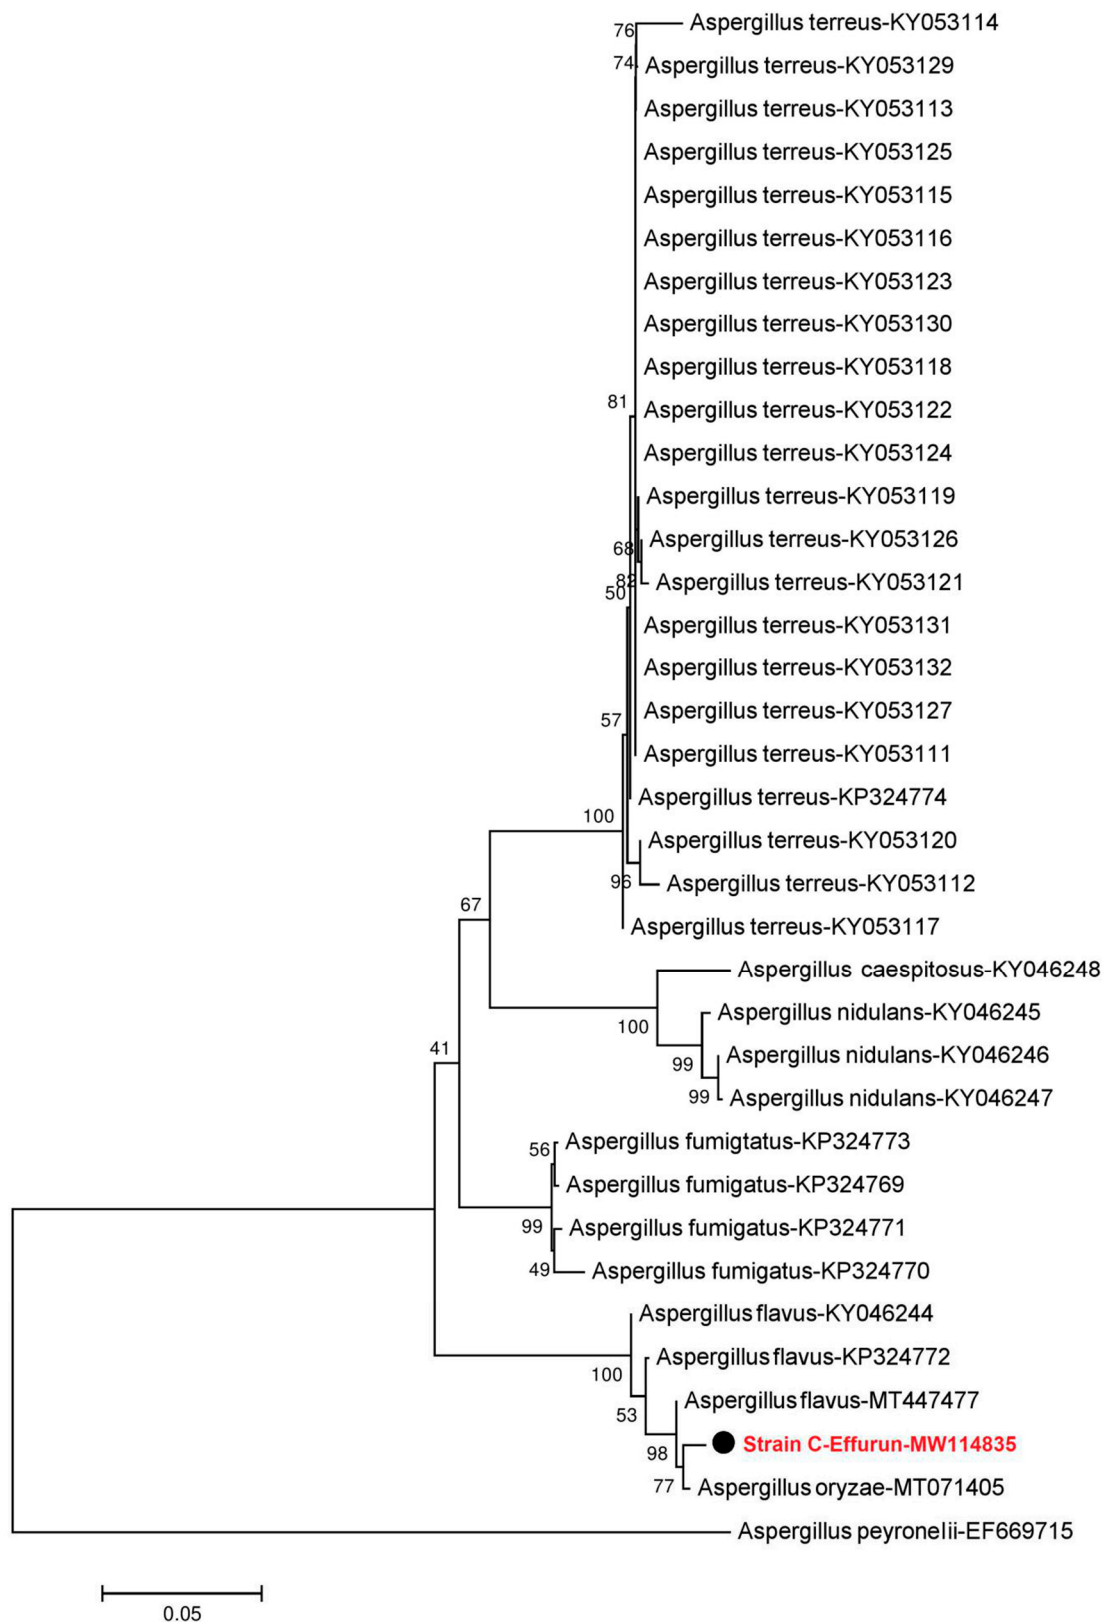 76
Aspergillus terreus-KY053114
74
Aspergillus terreus-KY053129
Aspergillus terreus-KY053113
Aspergillus terreus-KY053125
Aspergillus terreus-KY053115
Aspergillus terreus-KY053116
Aspergillus terreus-KY053123
Aspergillus terreus-KY053130
Aspergillus terreus-KY053118
81
Aspergillus terreus-KY053122
Aspergillus terreus-KY053124
Aspergillus terreus-KY053119
68
Aspergillus terreus-KY053126
82
Aspergillus terreus-KY053121
50
Aspergillus terreus-KY053131
Aspergillus terreus-KY053132
57
Aspergillus terreus-KY053127
Aspergillus terreus-KY053111
Aspergillus terreus-KP324774
100
Aspergillus terreus-KY053120
96
Aspergillus terreus-KY053112
67
Aspergillus terreus-KY053117
Aspergillus caespitosus-KY046248
100
Aspergillus nidulans-KY046245
41
99
Aspergillus nidulans-KY046246
99
Aspergillus nidulans-KY046247
56
Aspergillus fumigtatus-KP324773
Aspergillus fumigatus-KP324769
99
Aspergillus fumigatus-KP324771
49
Aspergillus fumigatus-KP324770
Aspergillus flavus-KY046244
100
Aspergillus flavus-KP324772
53
Aspergillus flavus-MT447477
98
Strain C-Effurun-MW114835
77
Aspergillus oryzae-MT071405
Aspergillus peyronelii-EF669715
0.05